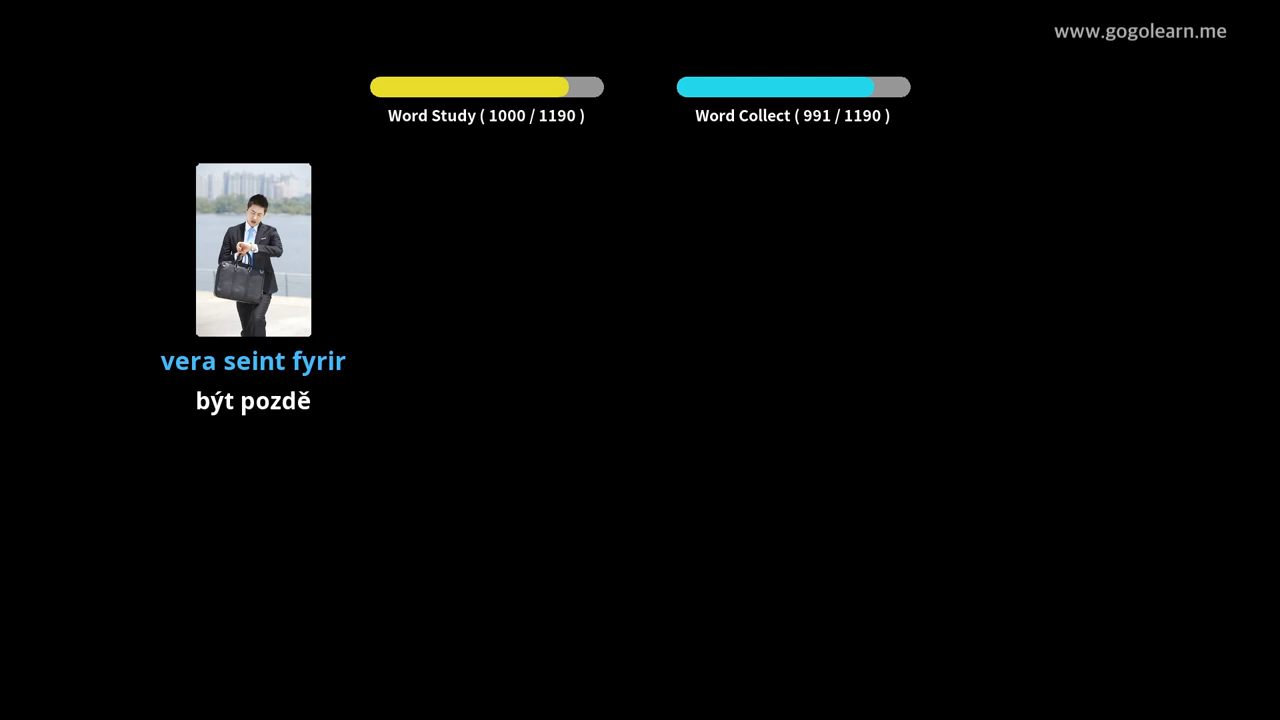 www.gogolearn.me
Word Study ( 1000 / 1190 )
Word Collect ( 991 / 1190 )
vera seint fyrir
být pozdě